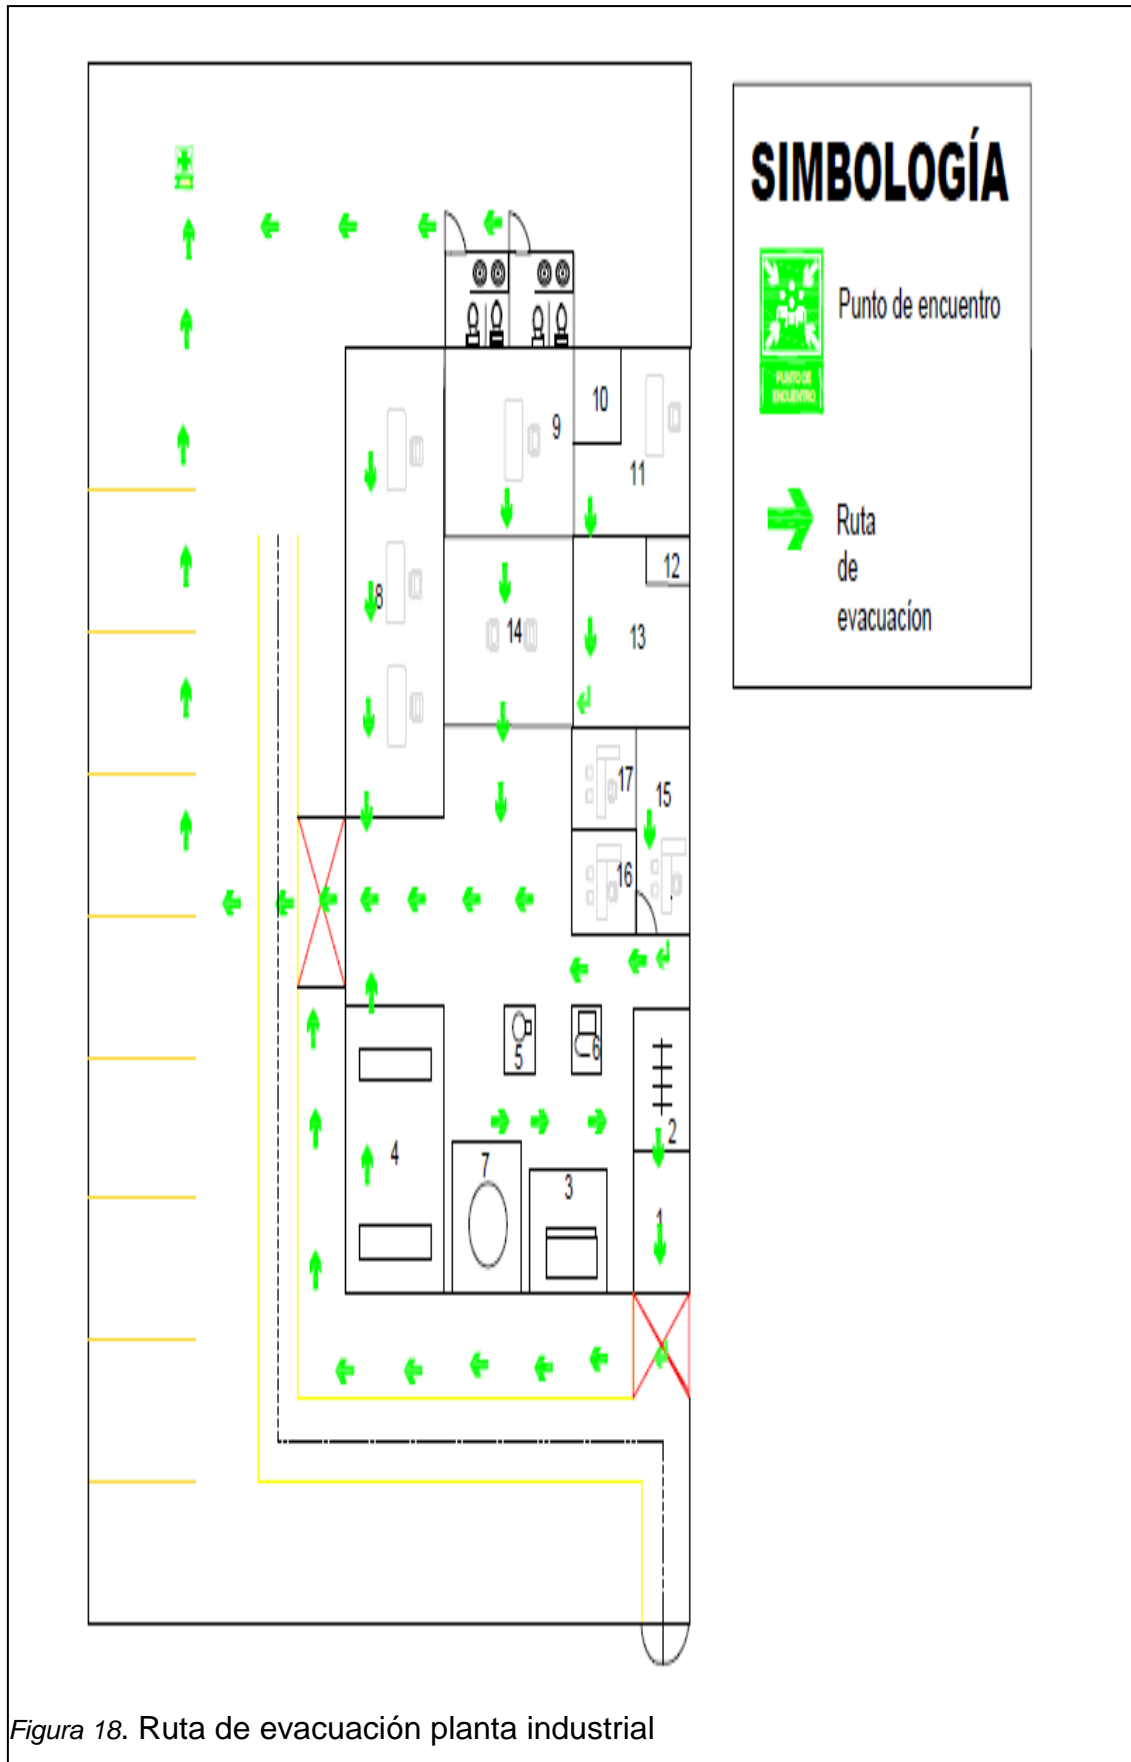 SIMBOLOGÍA
Punto de encuentro
PUNTO DE
ENCUENTRO
Ruta
de
evacuacíon
10
9
11
12
8
14
13
17
15
16
5
6
2
4
7
3
1
Figura 18. Ruta de evacuación planta industrial